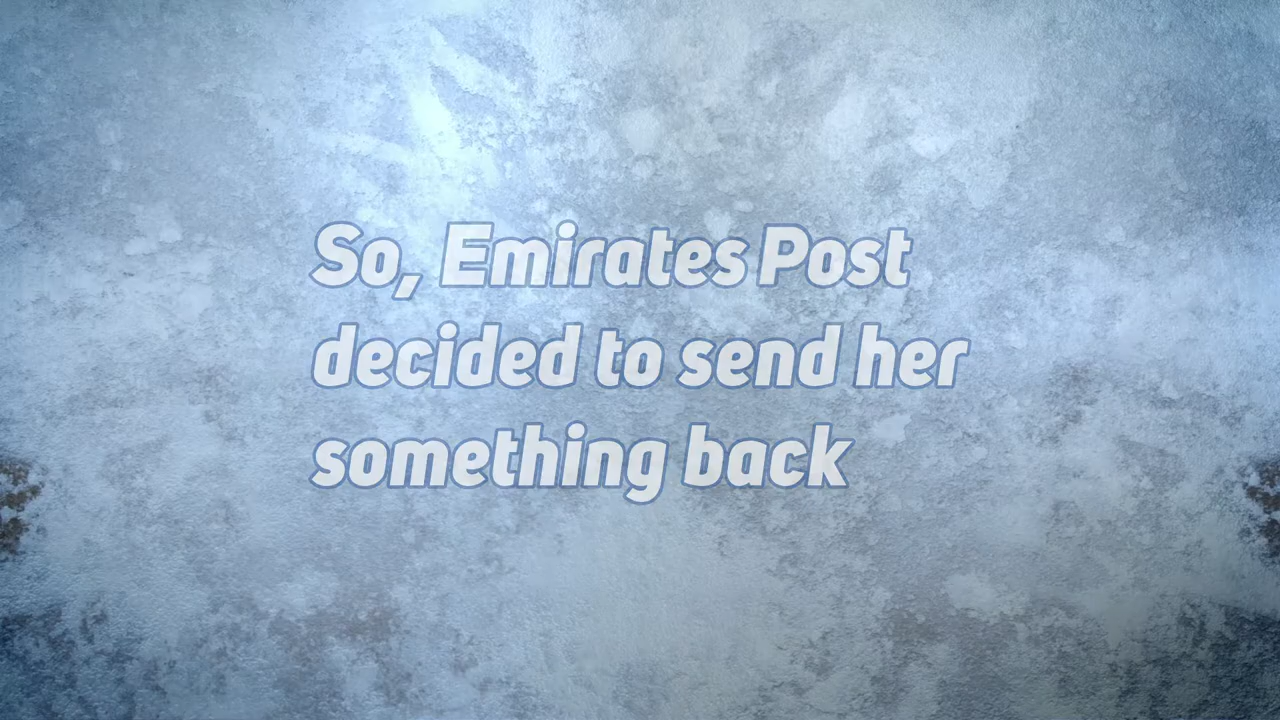 So, Emirates Post
decided to send her
something back